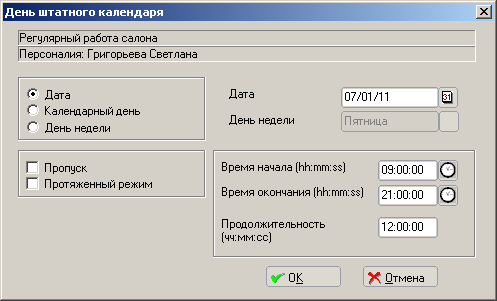 День штатного календаря
Регулярный работа салона
Персоналия: Григорьева Светлана
Дата
Календарный день
День недели
Дата 07/01/11 31
День недели Пятница
Пропуск
Протяженный режим
Время начала (hh:mm:ss) 09:00:00
Время окончания (hh:mm:ss) 21:00:00
Продолжительность 12:00:00
(чч:мм:сс)
OK Отмена